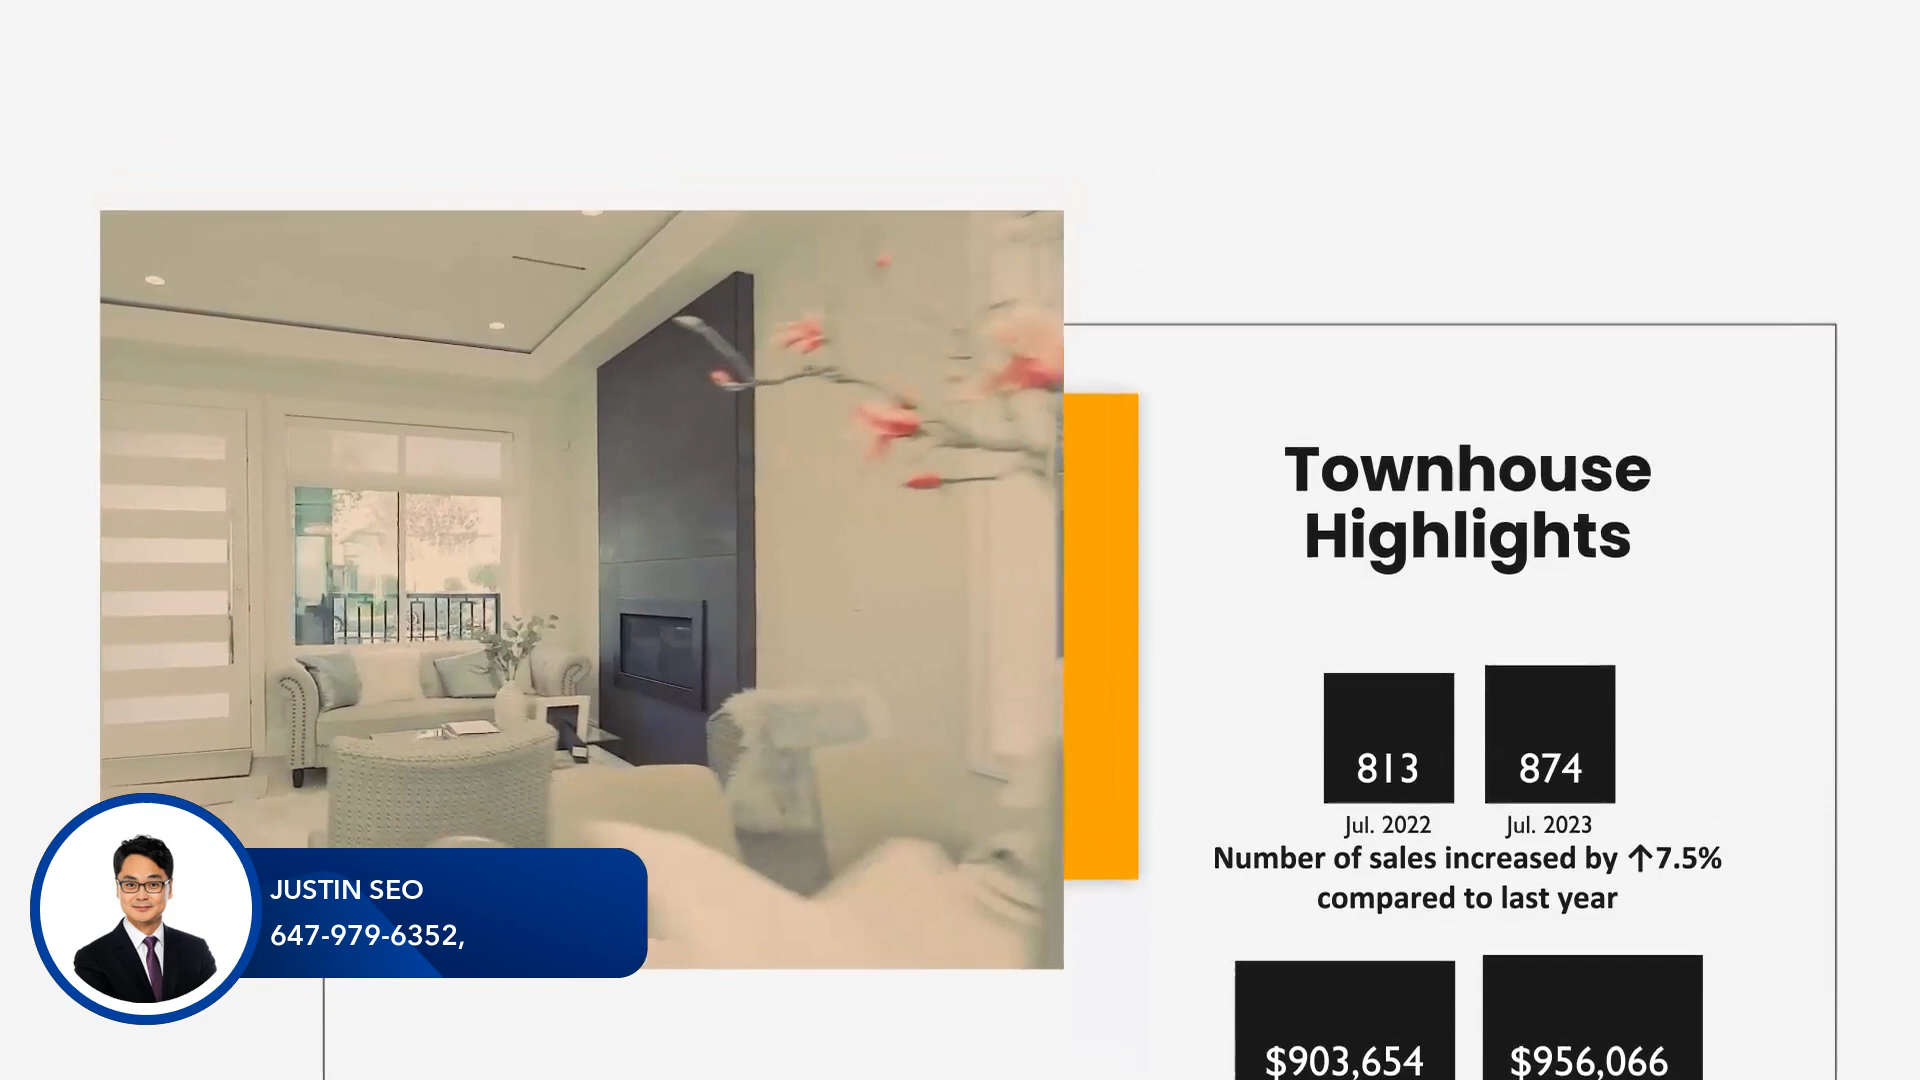 Townhouse
Highlights
813
874
Jul. 2022
Jul. 2023
Number of sales increased by ↑7.5%
compared to last year
$903,654
$956,066
JUSTIN SEO
647-979-6352,